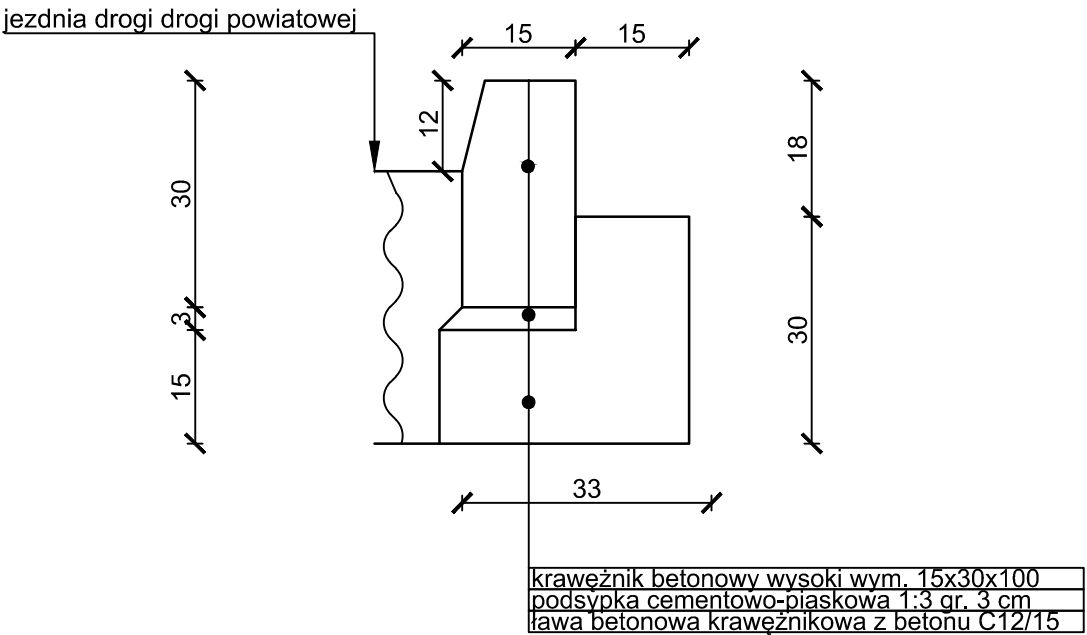 jezdnia drogi drogi powiatowej
15
15
12
18
30
3
30
15
33
krawężnik betonowy wysoki wym. 15x30x100
podsypka cementowo-piaskowa 1:3 gr. 3 cm
ława betonowa krawężnikowa z betonu C12/15